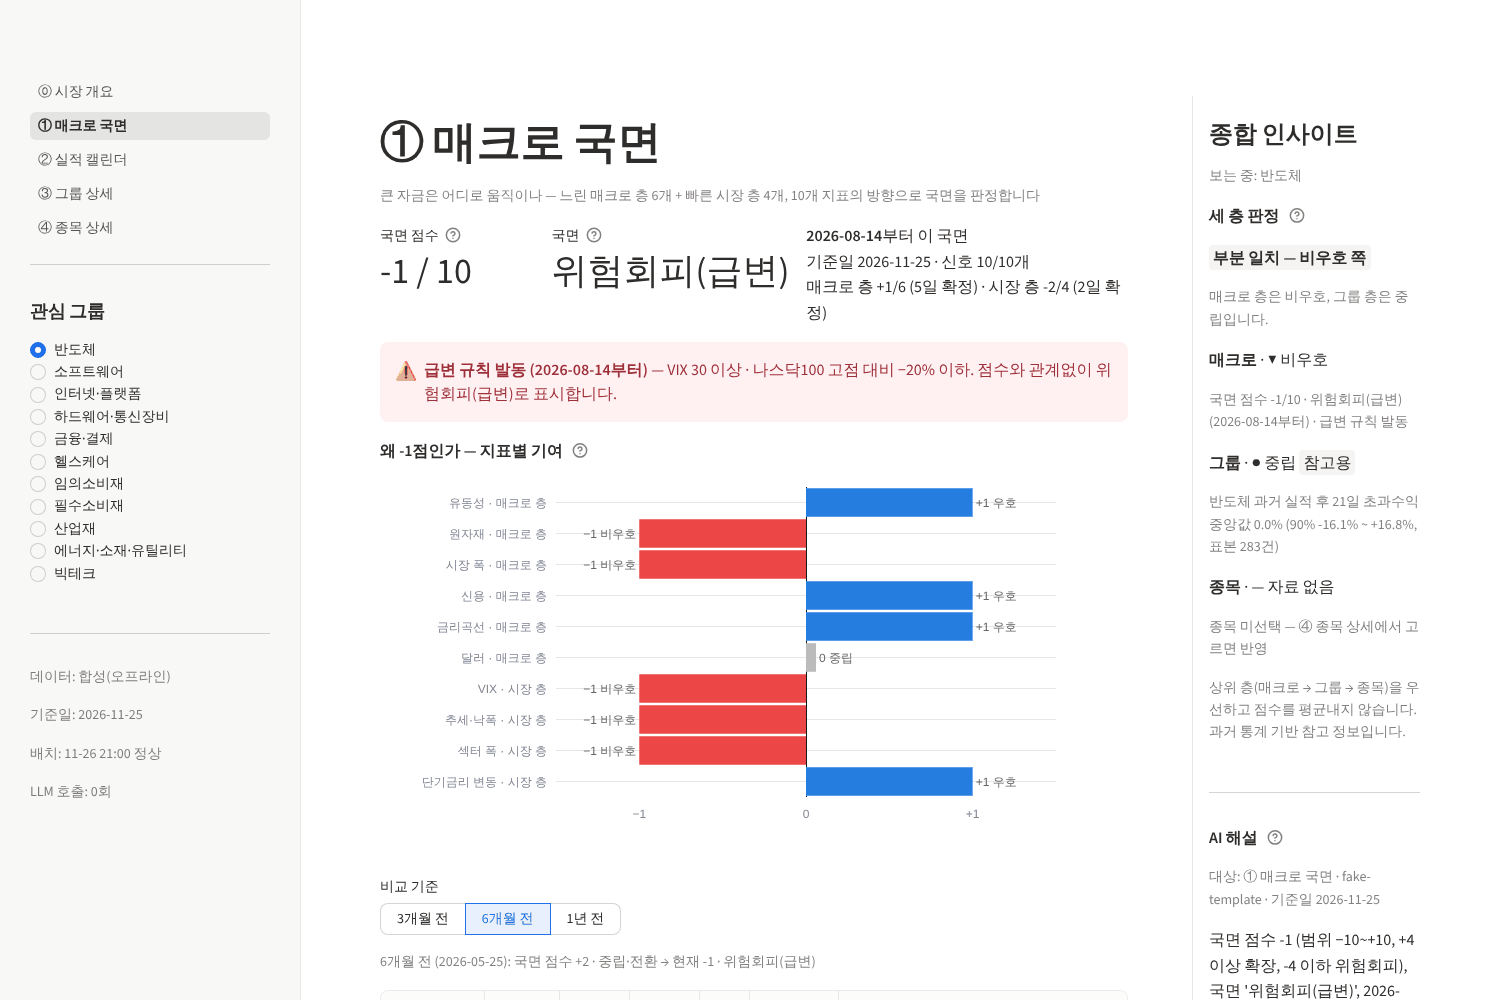 ⓪ 시장 개요
① 매크로 국면
② 실적 캘린더
③ 그룹 상세
④ 종목 상세
관심 그룹
반도체
소프트웨어
인터넷·플랫폼
하드웨어·통신장비
금융·결제
헬스케어
임의소비재
필수소비재
산업재
에너지·소재·유틸리티
빅테크
데이터: 합성(오프라인)
기준일: 2026-11-25
배치: 11-26 21:00 정상
LLM 호출: 0회
① 매크로 국면
큰 자금은 어디로 움직이나 — 느린 매크로 층 6개 + 빠른 시장 층 4개, 10개 지표의 방향으로 국면을 판정합니다
국면 점수
-1 / 10
국면
위험회피(급변)
2026-08-14부터 이 국면
기준일 2026-11-25 · 신호 10/10개
매크로 층 +1/6 (5일 확정) · 시장 층 -2/4 (2일 확
정)
급변 규칙 발동 (2026-08-14부터) — VIX 30 이상 · 나스닥100 고점 대비 −20% 이하. 점수와 관계없이 위
험회피(급변)로 표시합니다.
왜 -1점인가 — 지표별 기여
유동성 · 매크로 층 +1 우호
원자재 · 매크로 층 −1 비우호
시장 폭 · 매크로 층 −1 비우호
신용 · 매크로 층 +1 우호
금리곡선 · 매크로 층 +1 우호
달러 · 매크로 층 0 중립
VIX · 시장 층 −1 비우호
추세·낙폭 · 시장 층 −1 비우호
섹터 폭 · 시장 층 −1 비우호
단기금리 변동 · 시장 층 +1 우호
−1 0 +1
비교 기준
3개월 전 6개월 전 1년 전
6개월 전 (2026-05-25): 국면 점수 +2 · 중립·전환 → 현재 -1 · 위험회피(급변)
종합 인사이트
보는 중: 반도체
세 층 판정
부분 일치 — 비우호 쪽
매크로 층은 비우호, 그룹 층은 중
립입니다.
매크로 · ▼ 비우호
국면 점수 -1/10 · 위험회피(급변)
(2026-08-14부터) · 급변 규칙 발동
그룹 · ● 중립 참고용
반도체 과거 실적 후 21일 초과수익
중앙값 0.0% (90% -16.1% ~ +16.8%,
표본 283건)
종목 · — 자료 없음
종목 미선택 — ④ 종목 상세에서 고
르면 반영
상위 층(매크로 → 그룹 → 종목)을 우
선하고 점수를 평균내지 않습니다.
과거 통계 기반 참고 정보입니다.
AI 해설
대상: ① 매크로 국면 · fake-
template · 기준일 2026-11-25
국면 점수 -1 (범위 −10~+10, +4
이상 확장, -4 이하 위험회피),
국면 '위험회피(급변)', 2026-